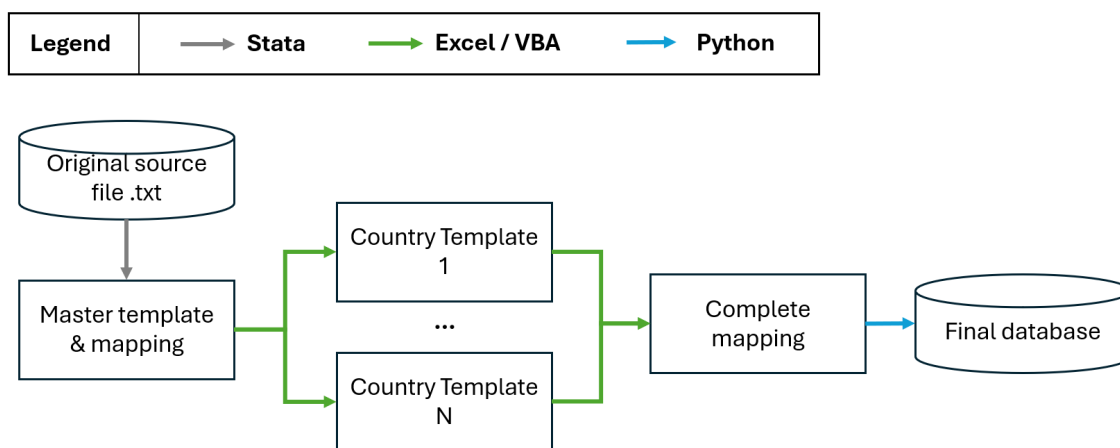 Legend
Stata
Excel / VBA
Python
Original source
file .txt
Master template
& mapping
Country Template
1
...
Country Template
N
Complete
mapping
Final database